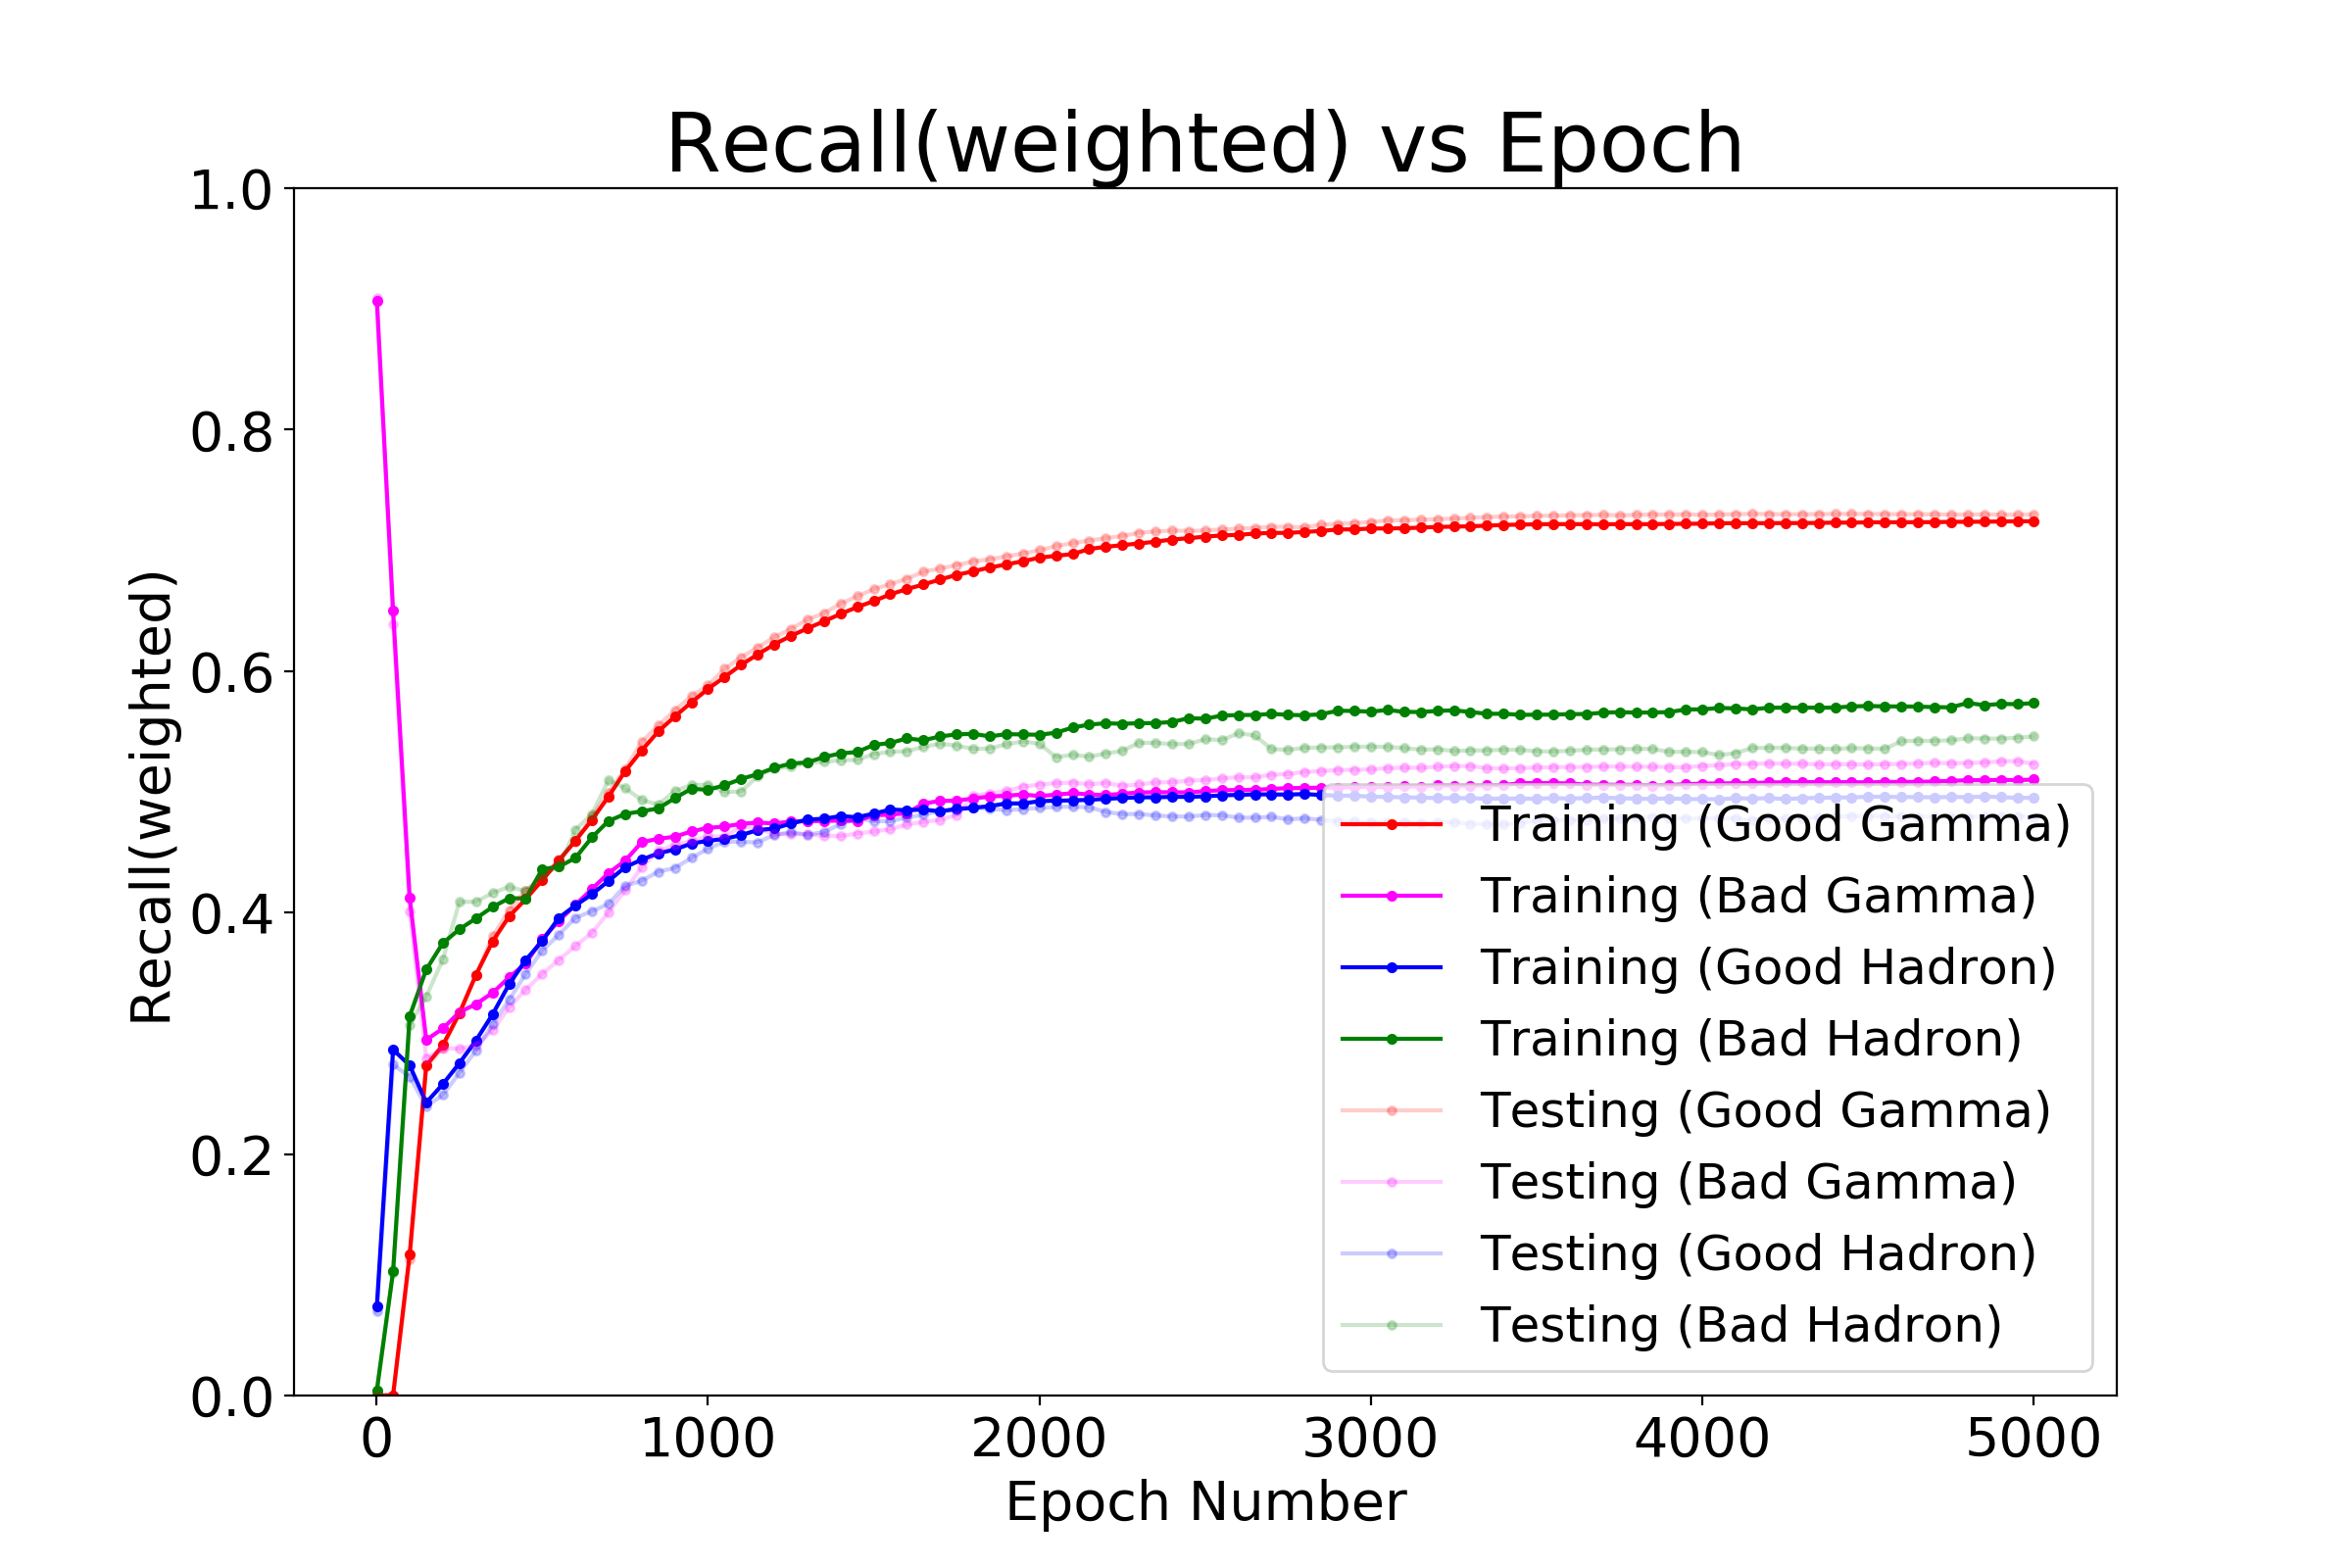 Recall(weighted) vs Epoch
Recall(weighted)
1.0
0.8
0.6
0.4
0.2
0.0
Training (Good Gamma)
Training (Bad Gamma)
Training (Good Hadron)
Training (Bad Hadron)
Testing (Good Gamma)
Testing (Bad Gamma)
Testing (Good Hadron)
Testing (Bad Hadron)
0 1000 2000 3000 4000 5000
Epoch Number